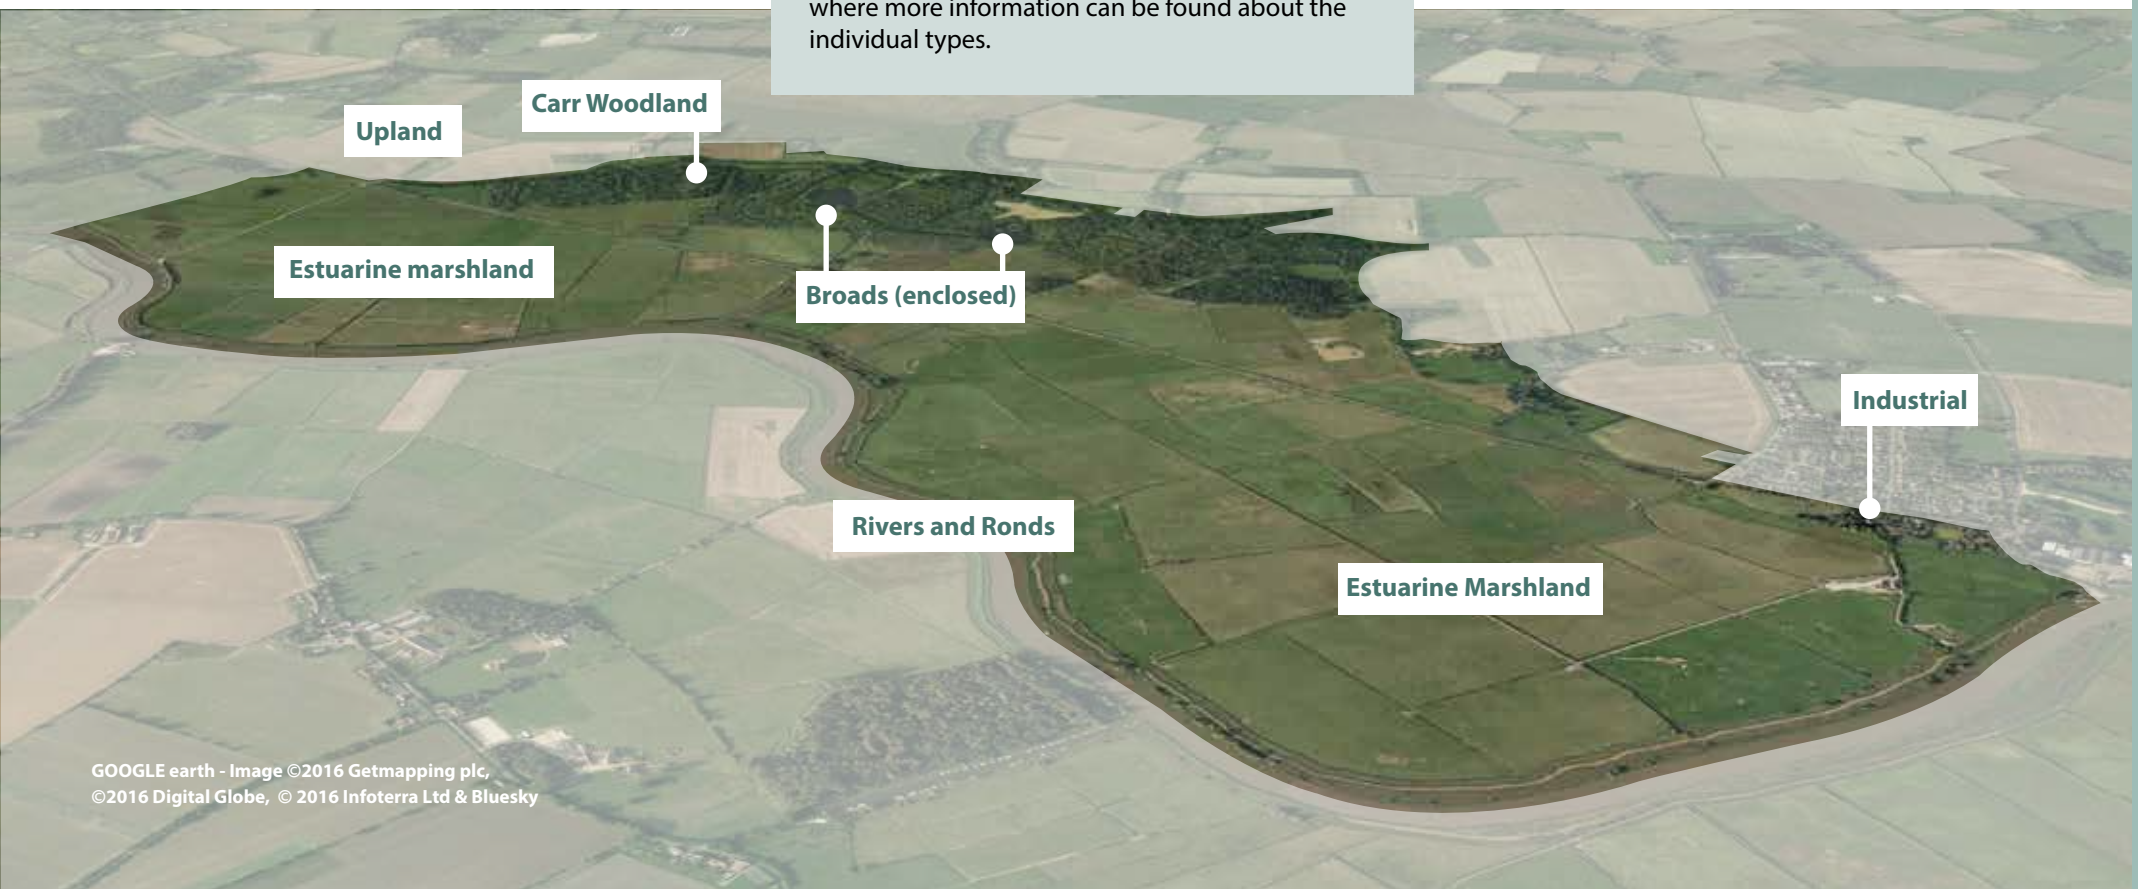 where more information can be found about the
individual types.
Carr Woodland
Upland
Estuarine marshland
Broads (enclosed)
Industrial
Rivers and Ronds
Estuarine Marshland
GOOGLE earth - Image ©2016 Getmapping plc,
©2016 Digital Globe, © 2016 Infoterra Ltd & Bluesky